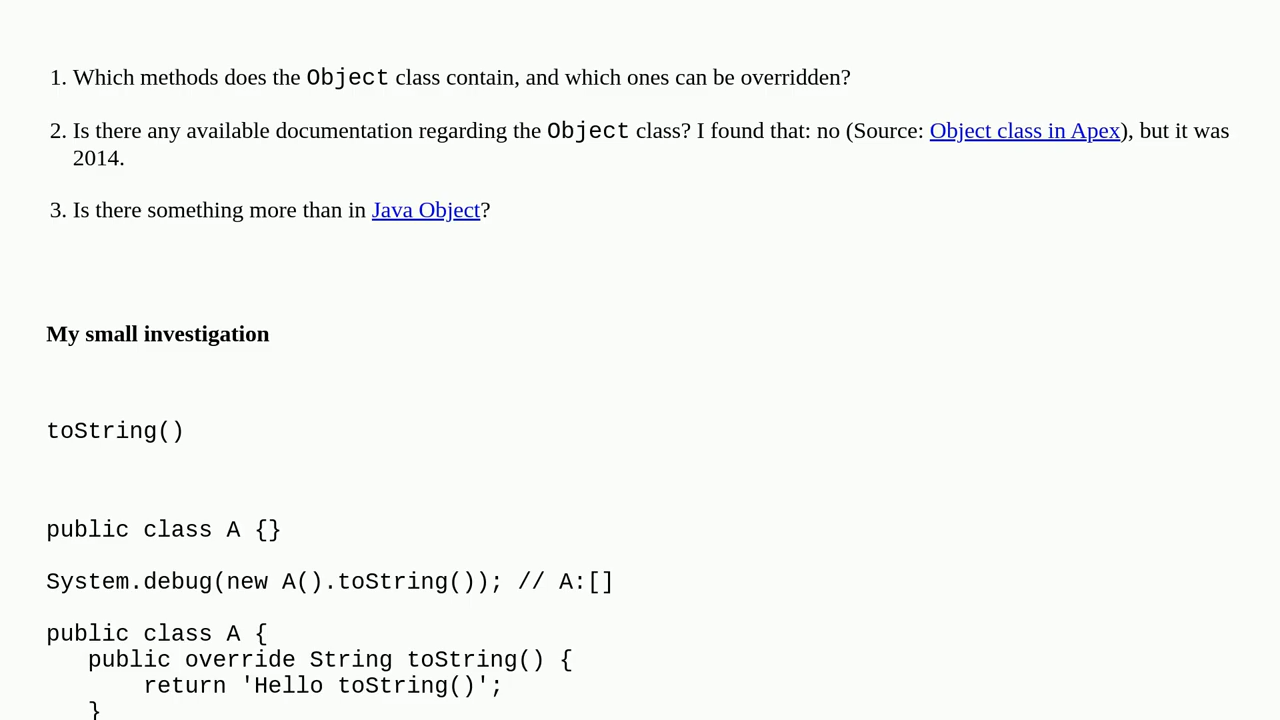 1. Which methods does the Object class contain, and which ones can be overridden?
2. Is there any available documentation regarding the Object class? I found that: no (Source: Object class in Apex), but it was
2014.
3. Is there something more than in Java Object?
My small investigation
toString()
public class A {}
System.debug(new A().toString()); // A:[]
public class A {
   public override String toString() {
       return 'Hello toString()';
   }